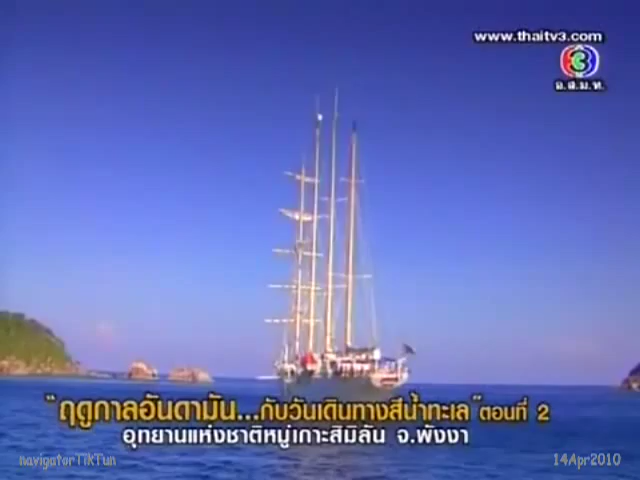 www.thaitv3.com
3
อ.ส.ม.ท.
"ฤดูกาลอันดามัน...กับวันเดินทางสีน้ำทะเล" ตอนที่ 2
อุทยานแห่งชาติหมู่เกาะสิมิลัน จ.พังงา
navigatorTikTun
14Apr2010